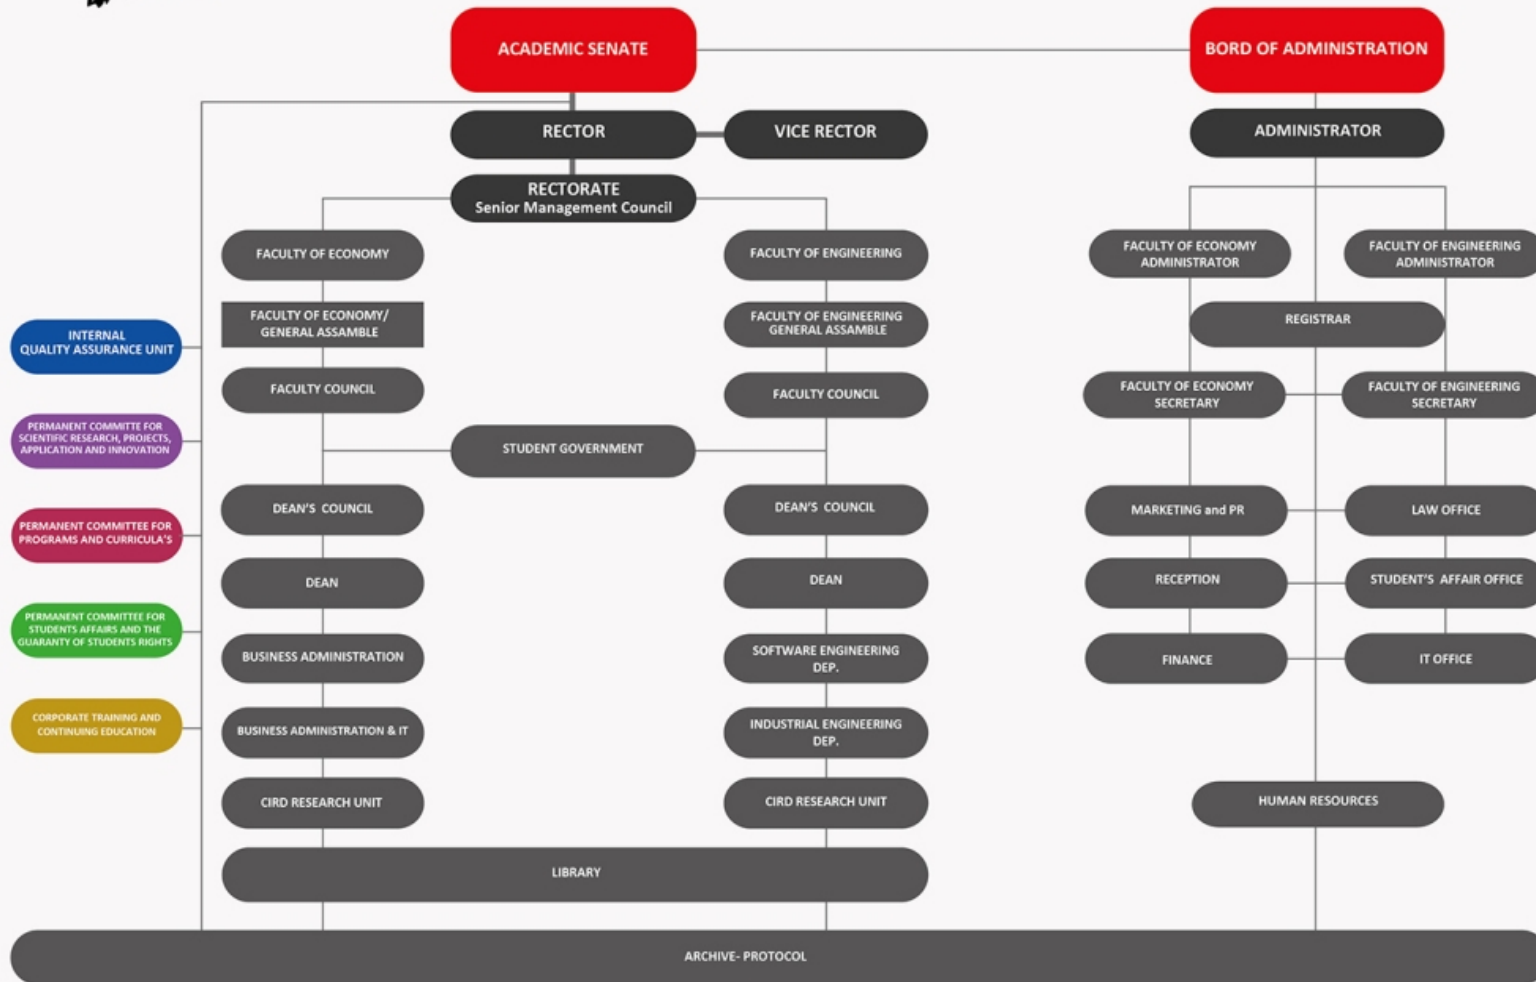 ACADEMIC SENATE
BORD OF ADMINISTRATION
RECTOR
VICE RECTOR
ADMINISTRATOR
RECTORATE
Senior Management Council
FACULTY OF ECONOMY
FACULTY OF ENGINEERING
FACULTY OF ECONOMY
ADMINISTRATOR
FACULTY OF ENGINEERING
ADMINISTRATOR
FACULTY OF ECONOMY/
GENERAL ASSAMBLE
FACULTY OF ENGINEERING
GENERAL ASSAMBLE
REGISTRAR
INTERNAL
QUALITY ASSURANCE UNIT
FACULTY COUNCIL
FACULTY COUNCIL
FACULTY OF ECONOMY
SECRETARY
FACULTY OF ENGINEERING
SECRETARY
PERMANENT COMMITTE FOR
SCIENTIFIC RESEARCH, PROJECTS,
APPLICATION AND INNOVATION
STUDENT GOVERNMENT
DEAN'S  COUNCIL
DEAN'S  COUNCIL
MARKETING and PR
LAW OFFICE
PERMANENT COMMITTEE FOR
PROGRAMS AND CURRICULA'S
DEAN
DEAN
RECEPTION
STUDENT'S  AFFAIR OFFICE
PERMANENT COMMITTEE FOR
STUDENTS AFFAIRS AND THE
GUARANTY OF STUDENTS RIGHTS
BUSINESS ADMINISTRATION
SOFTWARE ENGINEERING
DEP.
FINANCE
IT OFFICE
CORPORATE TRAINING AND
CONTINUING EDUCATION
BUSINESS ADMINISTRATION & IT
INDUSTRIAL ENGINEERING
DEP.
CIRD RESEARCH UNIT
CIRD RESEARCH UNIT
HUMAN RESOURCES
LIBRARY
ARCHIVE- PROTOCOL